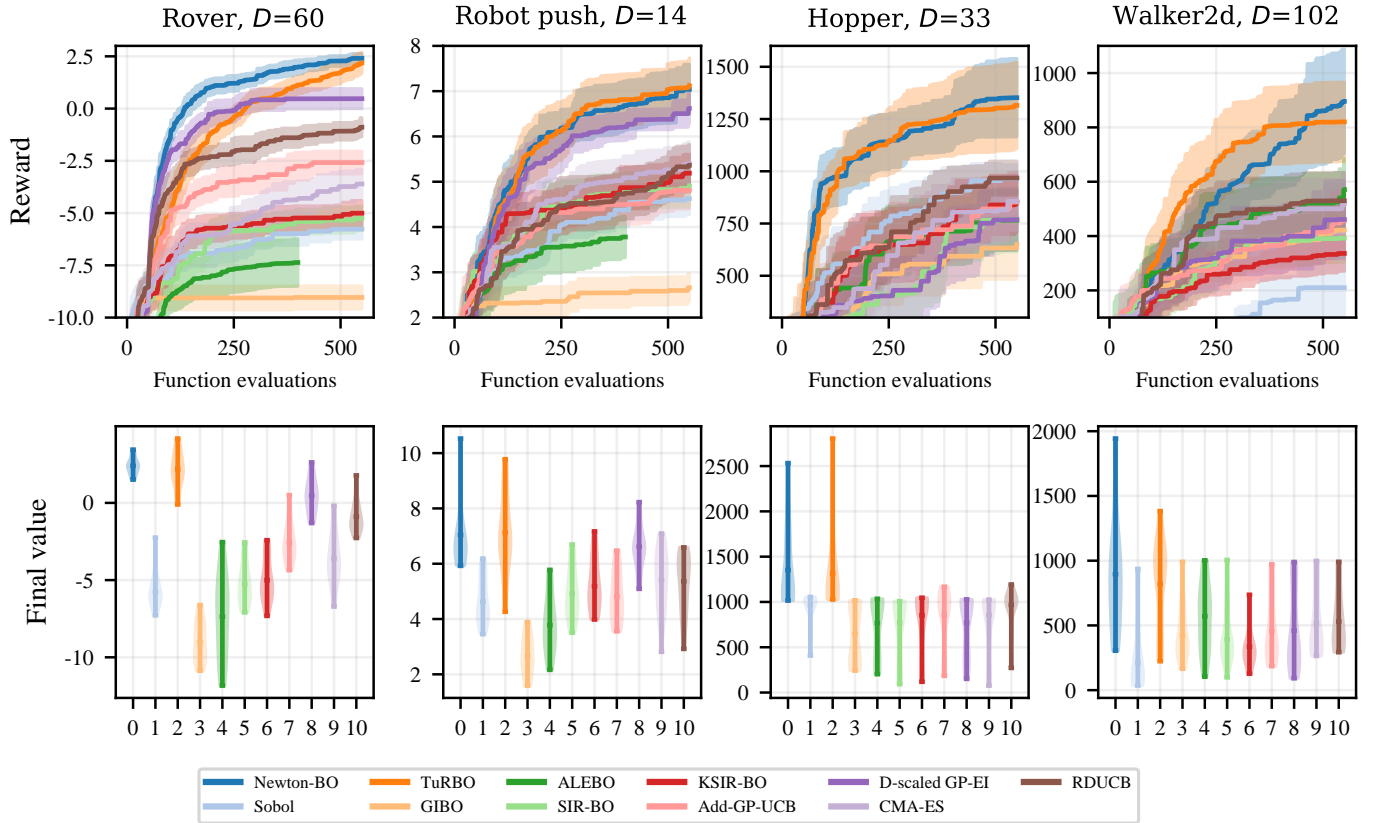 Rover, D=60
Robot push, D=14
Hopper, D=33
Walker2d, D=102
Reward
2.5
0.0
-2.5
-5.0
-7.5
-10.0
0 250 500
Function evaluations
8
7
6
5
4
3
2
0 250 500
Function evaluations
1500
1250
1000
750
500
0 250 500
Function evaluations
1000
800
600
400
200
0 250 500
Function evaluations
Final value
0
-5
-10
0 1 2 3 4 5 6 7 8 9 10
10
8
6
4
2
0 1 2 3 4 5 6 7 8 9 10
2500
2000
1500
1000
500
0
0 1 2 3 4 5 6 7 8 9 10
2000
1500
1000
500
0
0 1 2 3 4 5 6 7 8 9 10
Newton-BO TuRBO ALEBO KSIR-BO D-scaled GP-EI RDUCB
Sobol GIBO SIR-BO Add-GP-UCB CMA-ES